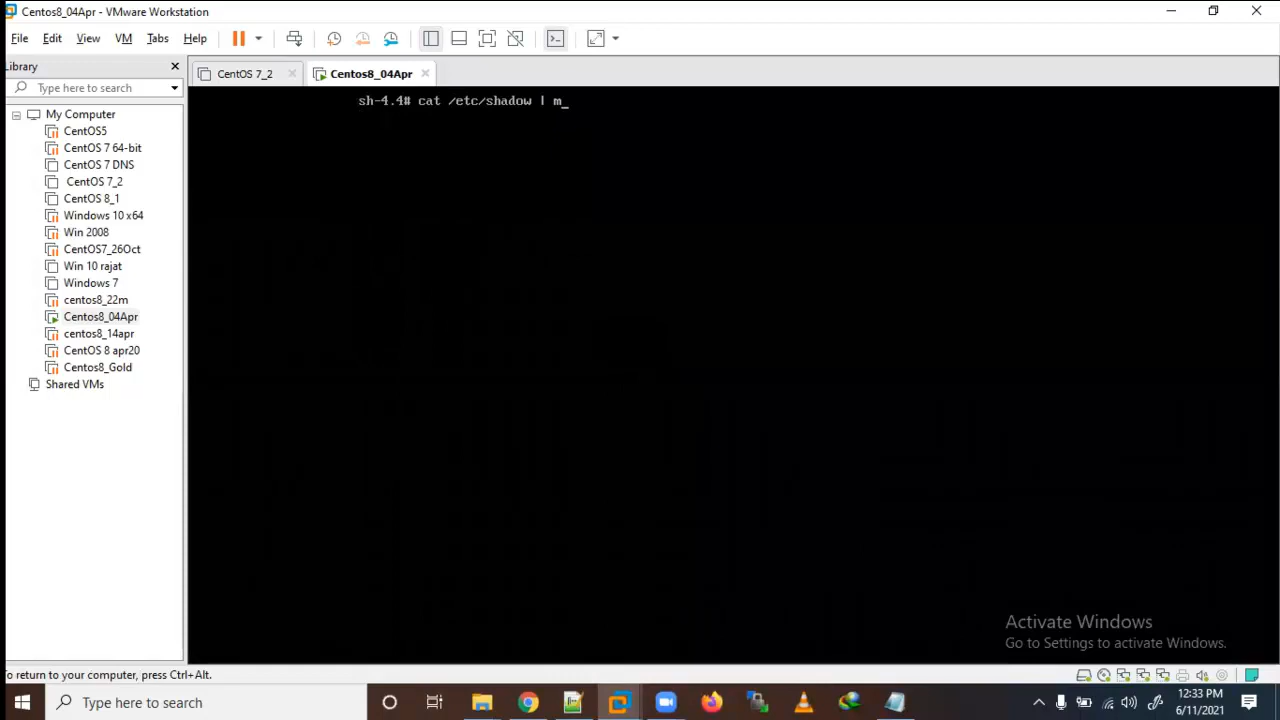 Centos8_04Apr - VMware Workstation
File Edit View VM Tabs Help
Library
Type here to search
CentOS 7_2
Centos8_04Apr
sh-4.4# cat /etc/shadow | m_
My Computer
CentOS5
CentOS 7 64-bit
CentOS 7 DNS
CentOS 7_2
CentOS 8_1
Windows 10 x64
Win 2008
CentOS7_26Oct
Win 10 rajat
Windows 7
centos8_22m
Centos8_04Apr
centos8_14apr
CentOS 8 apr20
Centos8_Gold
Shared VMs
Activate Windows
Go to Settings to activate Windows.
To return to your computer, press Ctrl+Alt.
Type here to search
12:33 PM
6/11/2021